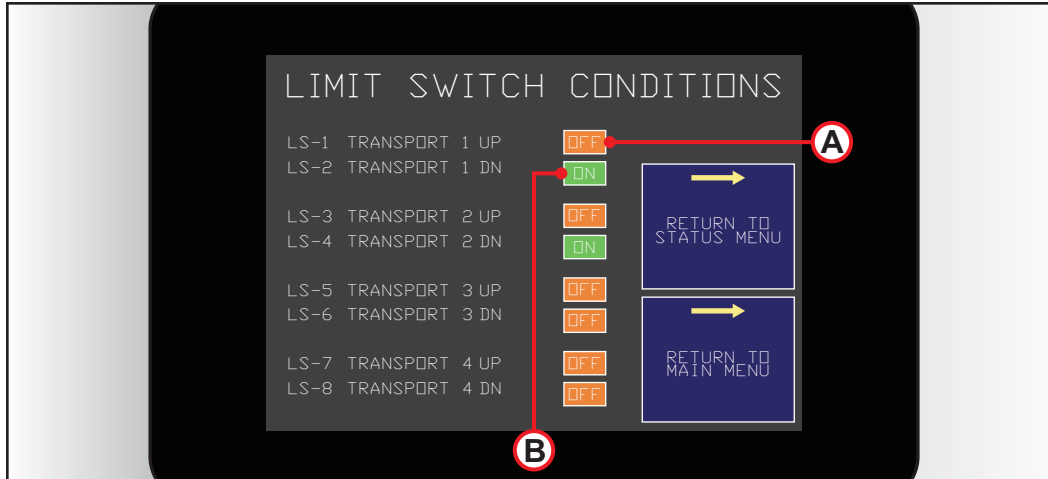 LIMIT SWITCH CONDITIONS
LS-1 TRANSPORT 1 UP OFF
LS-2 TRANSPORT 1 DN ON
LS-3 TRANSPORT 2 UP OFF
LS-4 TRANSPORT 2 DN ON
LS-5 TRANSPORT 3 UP OFF
LS-6 TRANSPORT 3 DN OFF
LS-7 TRANSPORT 4 UP OFF
LS-8 TRANSPORT 4 DN OFF
RETURN TO
STATUS MENU
RETURN TO
MAIN MENU
A
B